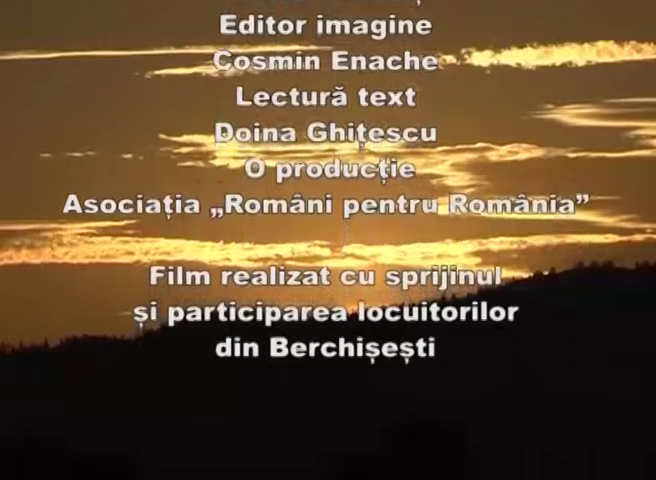 Editor imagine
Cosmin Enache
Lectură text
Doina Ghițescu
O producție
Asociația „Români pentru România”
Film realizat cu sprijinul
și participarea locuitorilor
din Berchișești